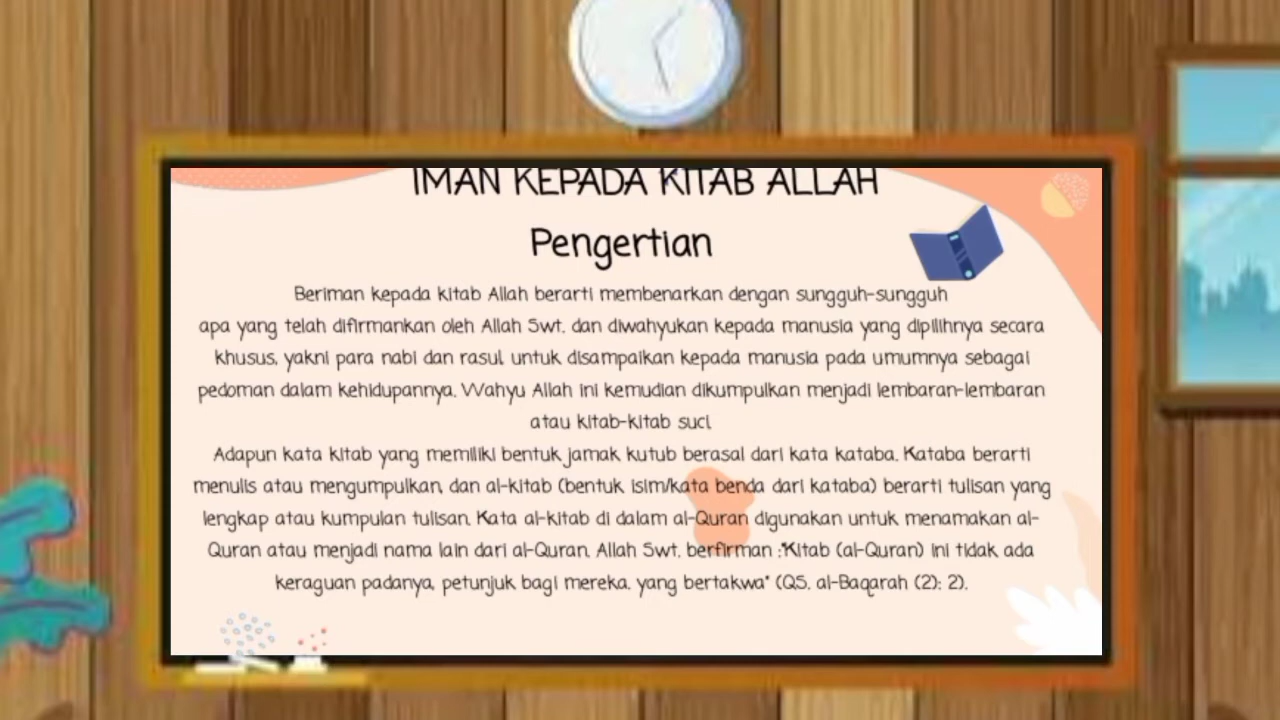 IMAN KEPADA KITAB ALLAH
Pengertian
Beriman kepada kitab Allah berarti membenarkan dengan sungguh-sungguh
apa yang telah difirmankan oleh Allah Swt. dan diwahyukan kepada manusia yang dipilihnya secara
khusus, yakni para nabi dan rasul, untuk disampaikan kepada manusia pada umumnya sebagai
pedoman dalam kehidupannya. Wahyu Allah ini kemudian dikumpulkan menjadi lembaran-lembaran
atau kitab-kitab suci.
Adapun kata kitab yang memiliki bentuk jamak kutub berasal dari kata kataba. Kataba berarti
menulis atau mengumpulkan, dan al-kitab (bentuk isim/kata benda dari kataba) berarti tulisan yang
lengkap atau kumpulan tulisan. Kata al-kitab di dalam al-Quran digunakan untuk menamakan al-
Quran atau menjadi nama lain dari al-Quran. Allah Swt. berfirman :"Kitab (al-Quran) ini tidak ada
keraguan padanya, petunjuk bagi mereka. yang bertakwa" (QS. al-Baqarah (2): 2).